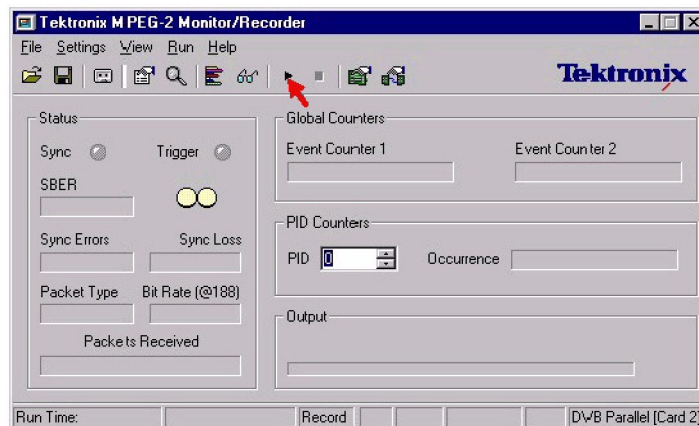 Tektronix MPEG-2 Monitor/Recorder
File Settings View Run Help
Tektronix
Status
Sync Trigger
SBER
Sync Errors Sync Loss
Packet Type Bit Rate (@188)
Packets Received
Global Counters
Event Counter 1 Event Counter 2
PID Counters
PID 0 Occurrence
Output
Run Time: Record DVB Parallel [Card 2]